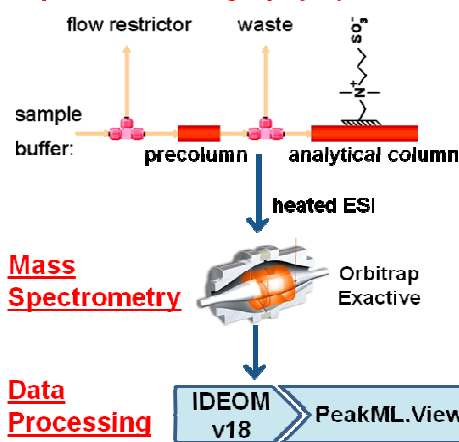 flow restrictor
waste
SO3-
N+
sample
buffer:
precolumn
analytical column
heated ESI
Mass
Spectrometry
Orbitrap
Exactive
Data
Processing
IDEOM
v18
PeakML.View